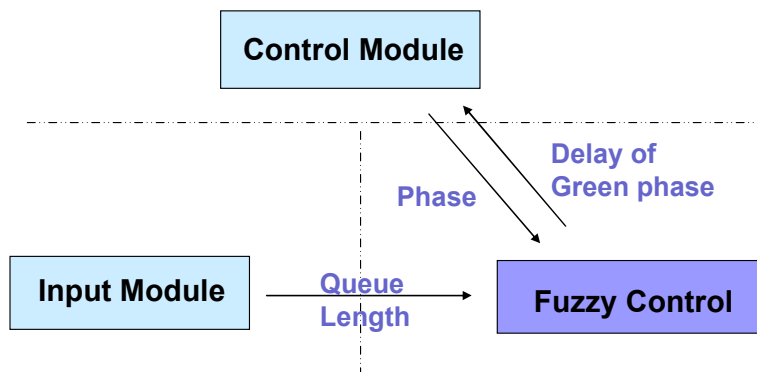 Control Module
Delay of
Green phase
Phase
Input Module
Queue
Length
Fuzzy Control